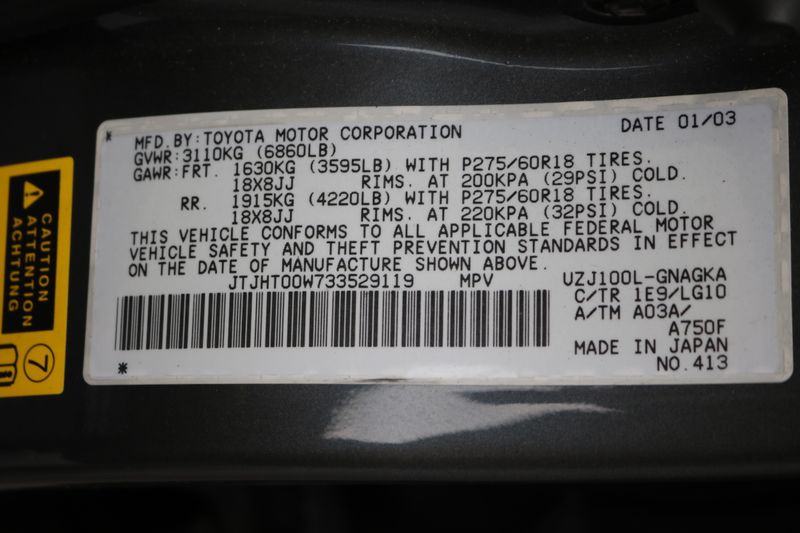 * MFD.BY:TOYOTA MOTOR CORPORATION DATE 01/03
GVWR:3110KG (6860LB)
GAWR:FRT. 1630KG (3595LB) WITH P275/60R18 TIRES.
18X8JJ RIMS. AT 200KPA (29PSI) COLD.
RR. 1915KG (4220LB) WITH P275/60R18 TIRES.
18X8JJ RIMS. AT 220KPA (32PSI) COLD.
THIS VEHICLE CONFORMS TO ALL APPLICABLE FEDERAL MOTOR
VEHICLE SAFETY AND THEFT PREVENTION STANDARDS IN EFFECT
ON THE DATE OF MANUFACTURE SHOWN ABOVE.
JTJHT00W733529119 MPV UZJ100L-GNAGKA
C/TR 1E9/LG10
A/TM A03A/
A750F
MADE IN JAPAN
* NO.413
CAUTION
ATTENTION
ACHTUNG
7